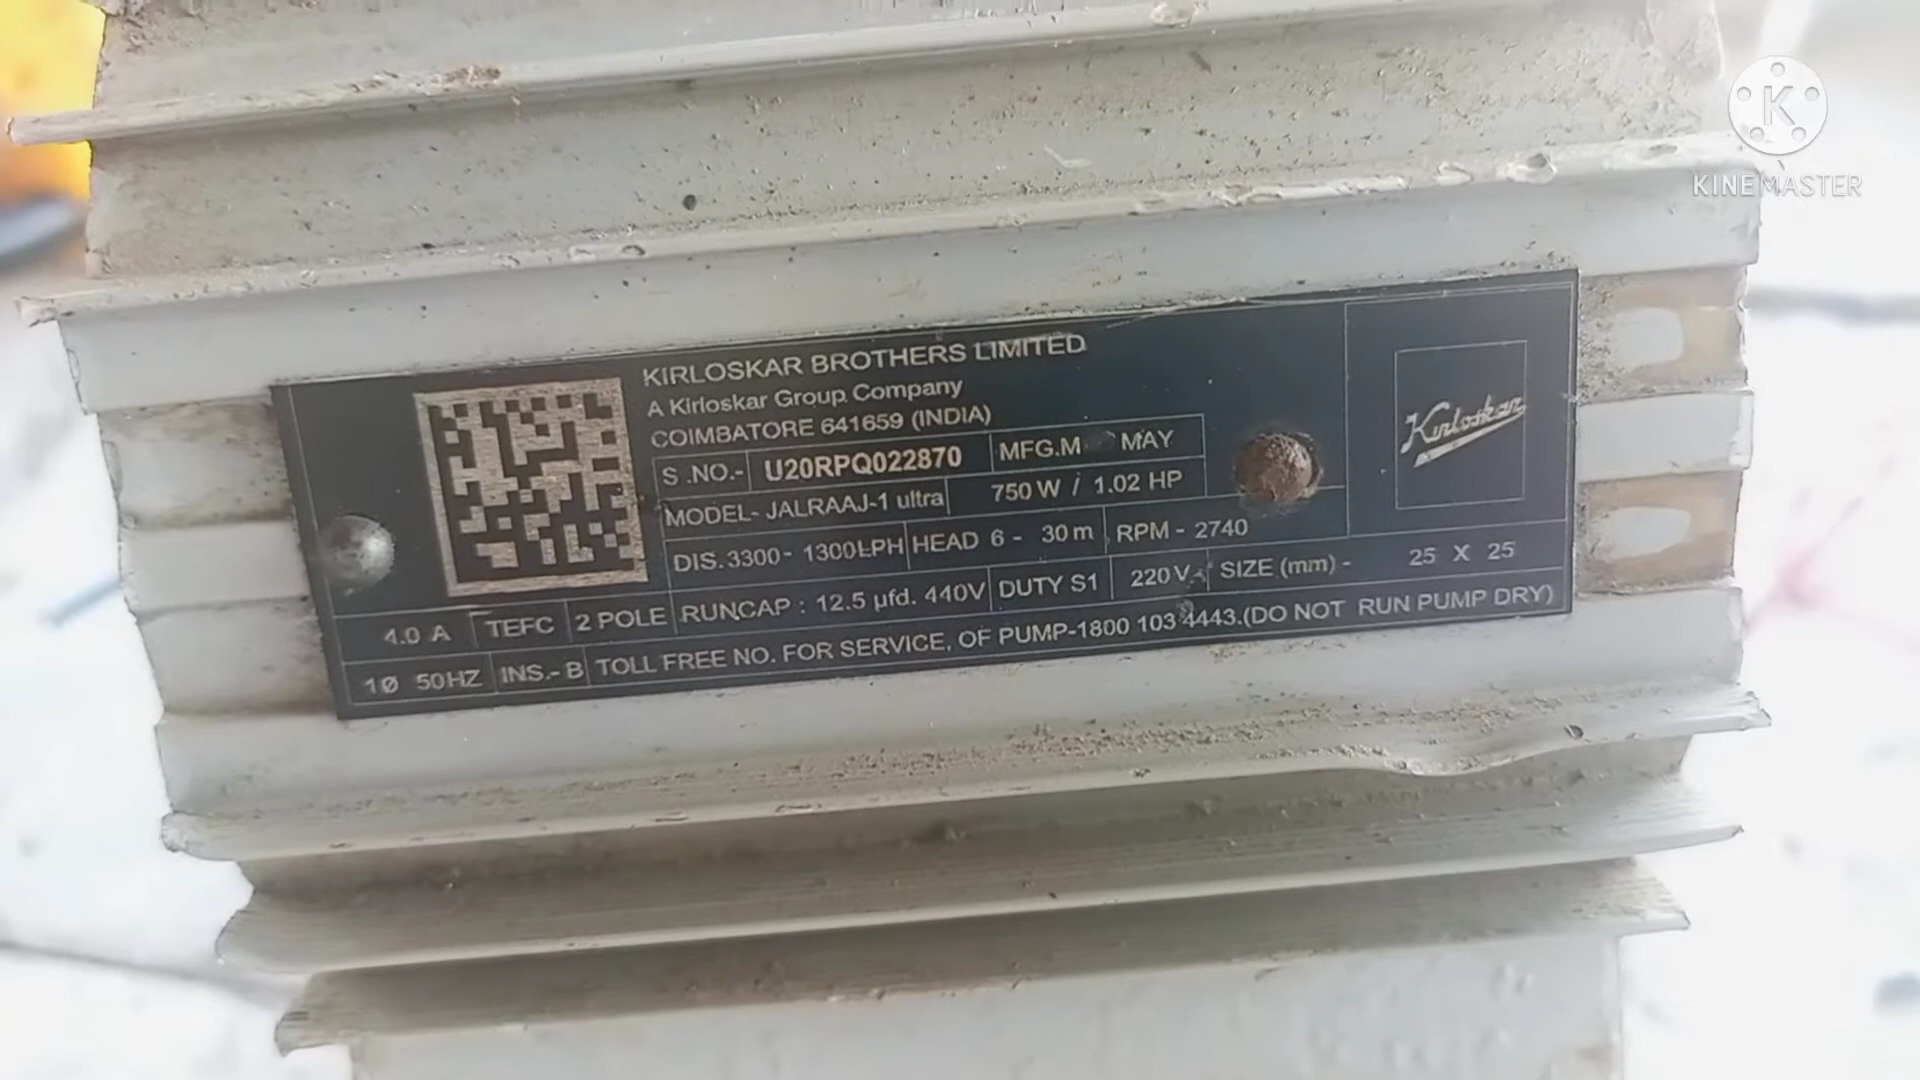 KIRLOSKAR BROTHERS LIMITED
A Kirloskar Group Company
COIMBATORE 641659 (INDIA)
S .NO.- U20RPQ022870 MFG.M MAY
MODEL- JALRAAJ-1 ultra 750 W / 1.02 HP
DIS. 3300 - 1300LPH HEAD 6 - 30 m RPM - 2740
4.0 A TEFC 2 POLE RUNCAP : 12.5 µfd. 440V DUTY S1 220 V SIZE (mm) - 25 X 25
1Ø 50HZ INS.- B TOLL FREE NO. FOR SERVICE, OF PUMP-1800 103 4443.(DO NOT RUN PUMP DRY)
Kirloskar
K
KINEMASTER